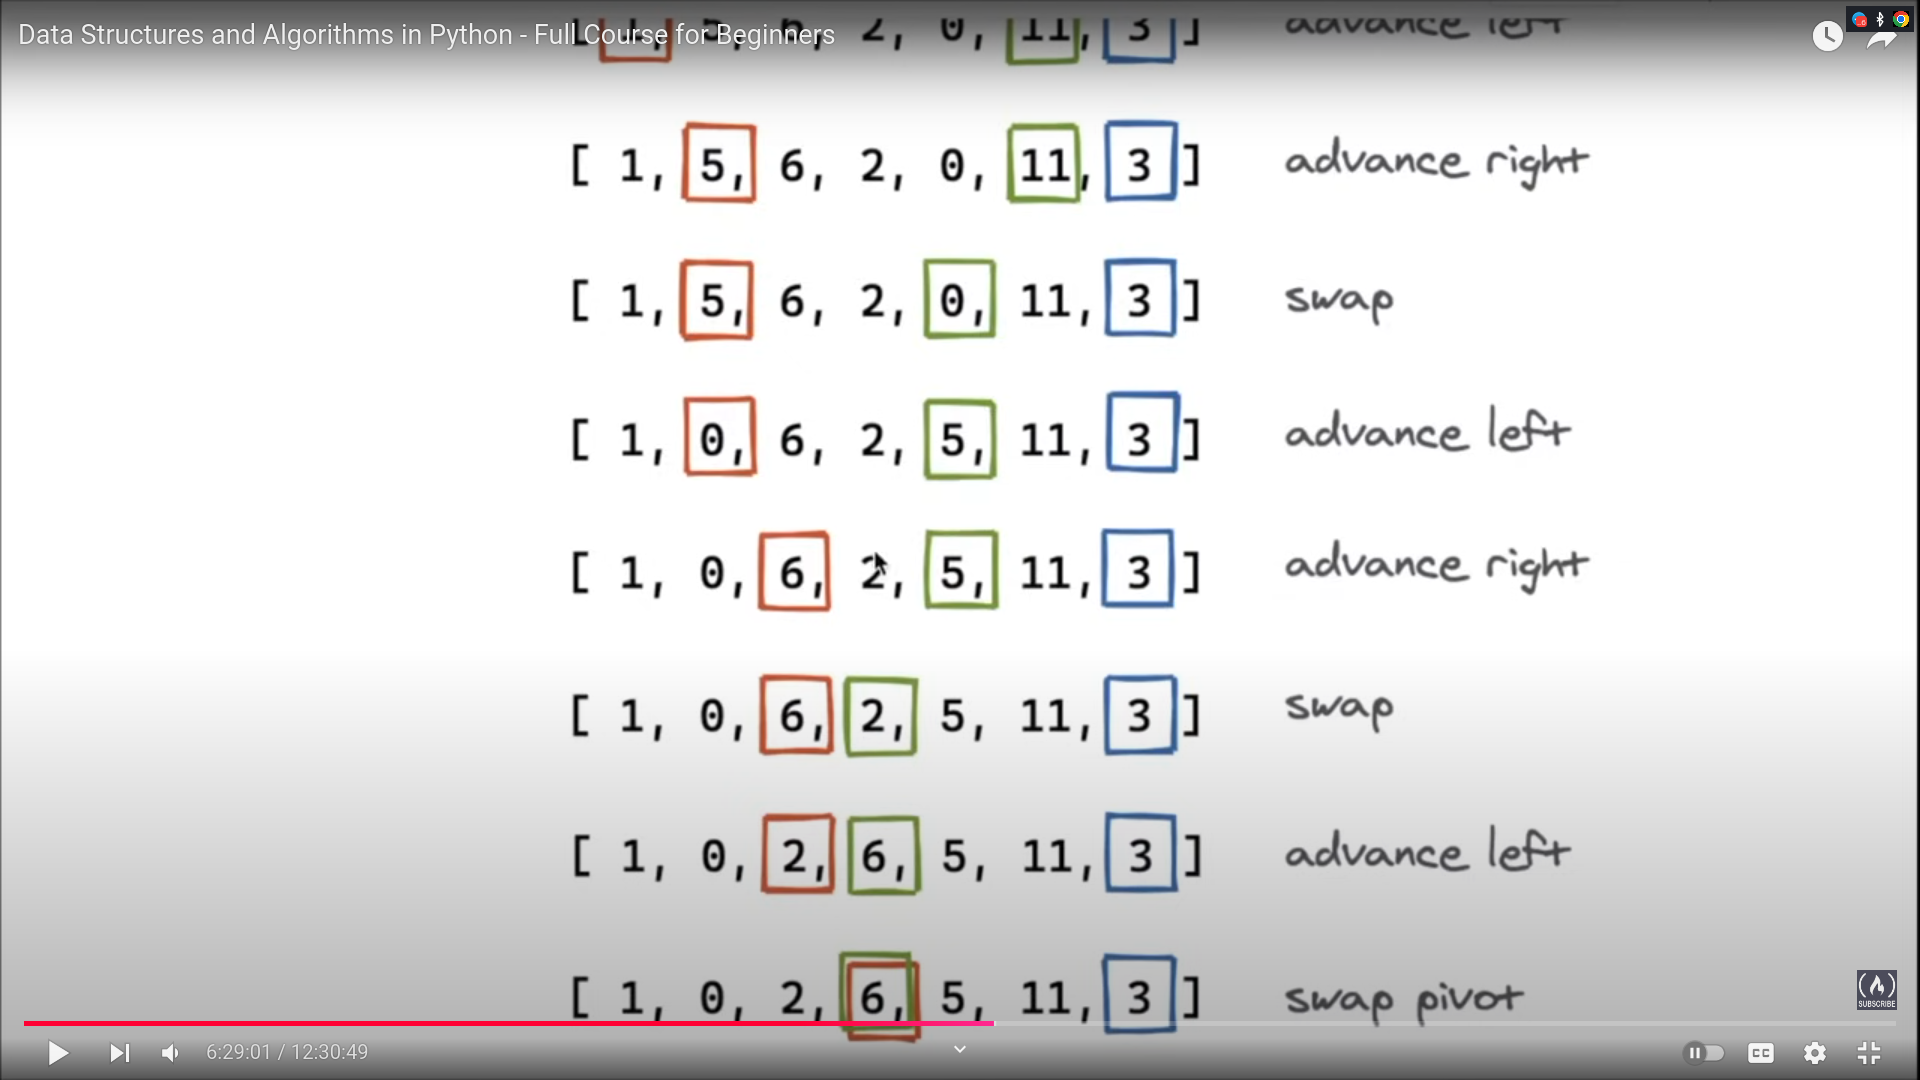 Data Structures and Algorithms in Python - Full Course for Beginners
2, 0, 11, 3 ] advance left
[ 1, 5, 6, 2, 0, 11, 3 ] advance right
[ 1, 5, 6, 2, 0, 11, 3 ] swap
[ 1, 0, 6, 2, 5, 11, 3 ] advance left
[ 1, 0, 6, 2, 5, 11, 3 ] advance right
[ 1, 0, 6, 2, 5, 11, 3 ] swap
[ 1, 0, 2, 6, 5, 11, 3 ] advance left
[ 1, 0, 2, 6, 5, 11, 3 ] swap pivot
SUBSCRIBE
6:29:01 / 12:30:49
CC